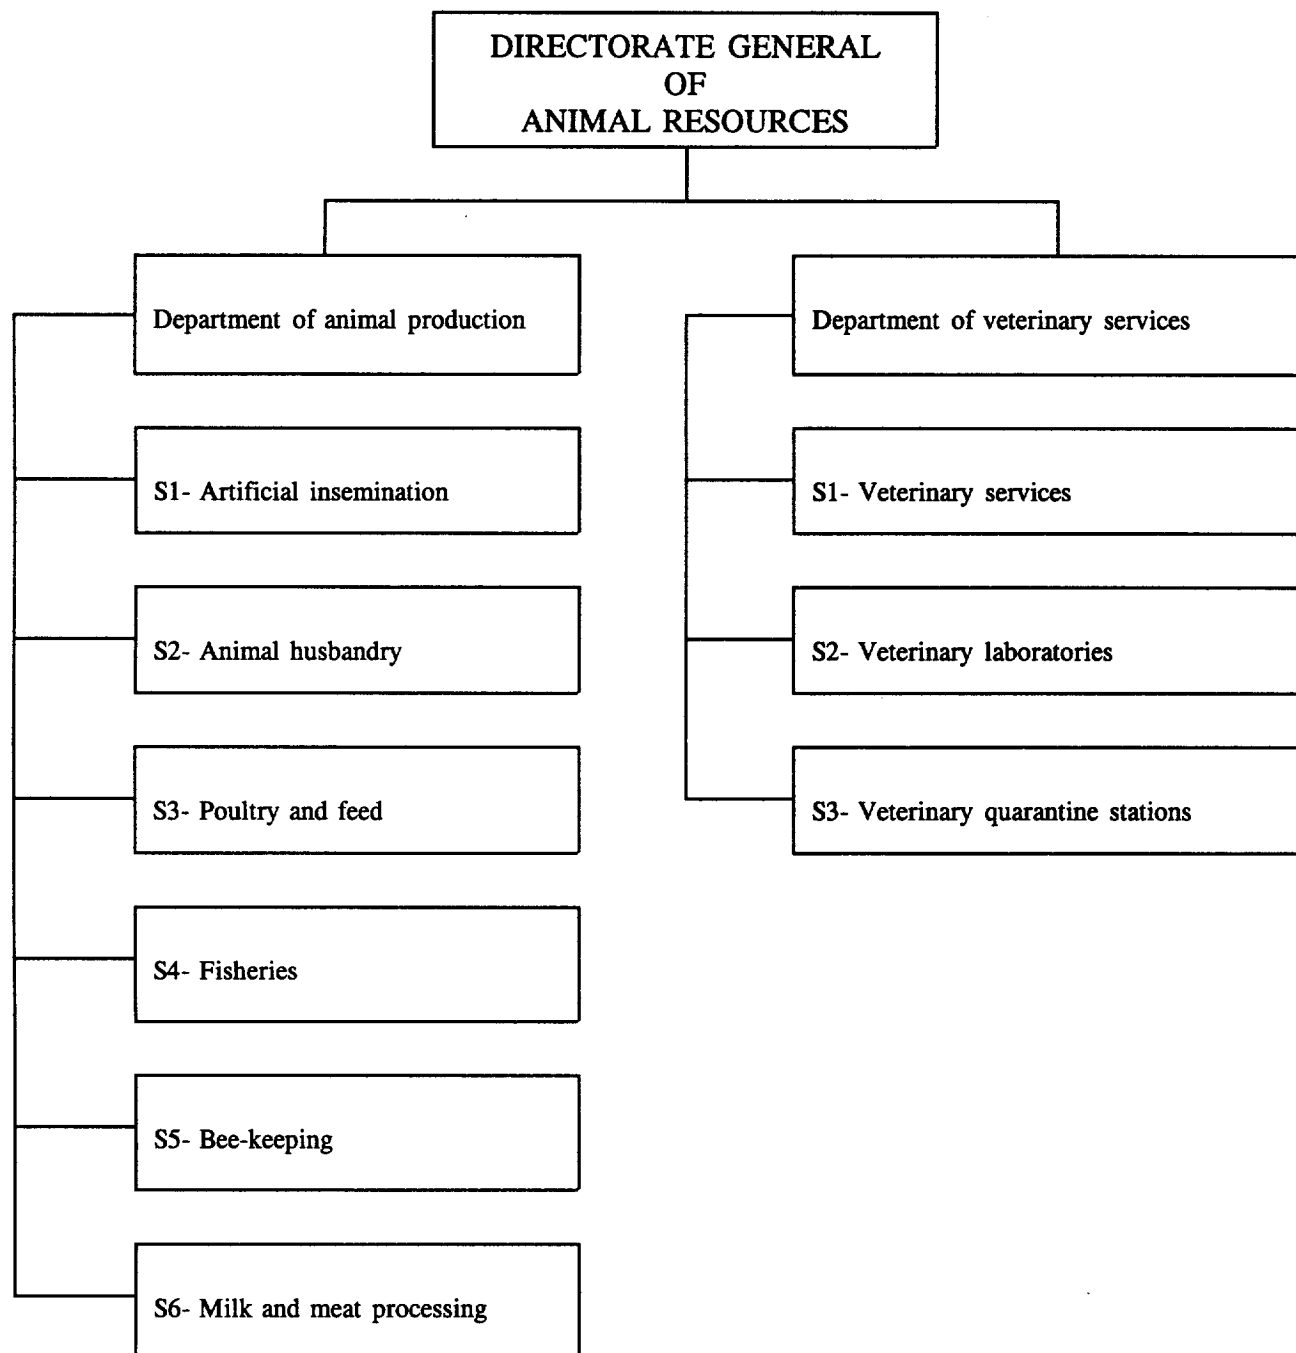 DIRECTORATE GENERAL
OF
ANIMAL RESOURCES
Department of animal production
S1- Artificial insemination
S2- Animal husbandry
S3- Poultry and feed
S4- Fisheries
S5- Bee-keeping
S6- Milk and meat processing
Department of veterinary services
S1- Veterinary services
S2- Veterinary laboratories
S3- Veterinary quarantine stations